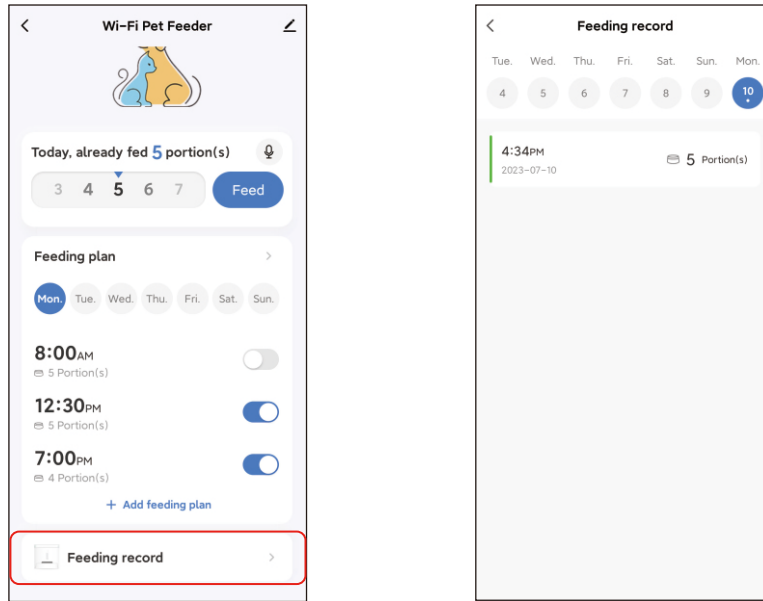 Wi-Fi Pet Feeder
Today, already fed 5 portion(s)
3 4 5 6 7 Feed
Feeding plan
Mon. Tue. Wed. Thu. Fri. Sat. Sun.
8:00AM
5 Portion(s)
12:30PM
5 Portion(s)
7:00PM
4 Portion(s)
+ Add feeding plan
Feeding record
Feeding record
Tue. Wed. Thu. Fri. Sat. Sun. Mon.
4 5 6 7 8 9 10
4:34PM 5 Portion(s)
2023-07-10